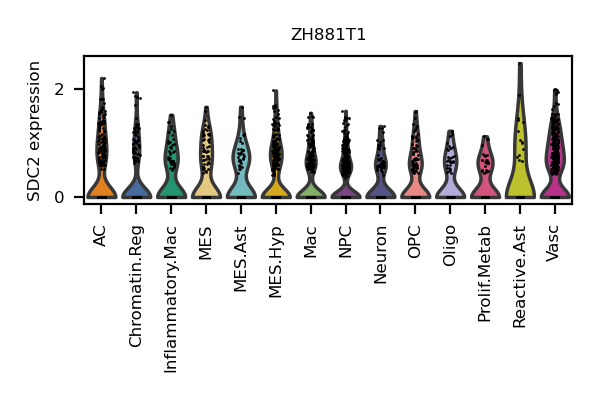 ZH881T1
SDC2 expression
2
0
AC
Chromatin.Reg
Inflammatory.Mac
MES
MES.Ast
MES.Hyp
Mac
NPC
Neuron
OPC
Oligo
Prolif.Metab
Reactive.Ast
Vasc